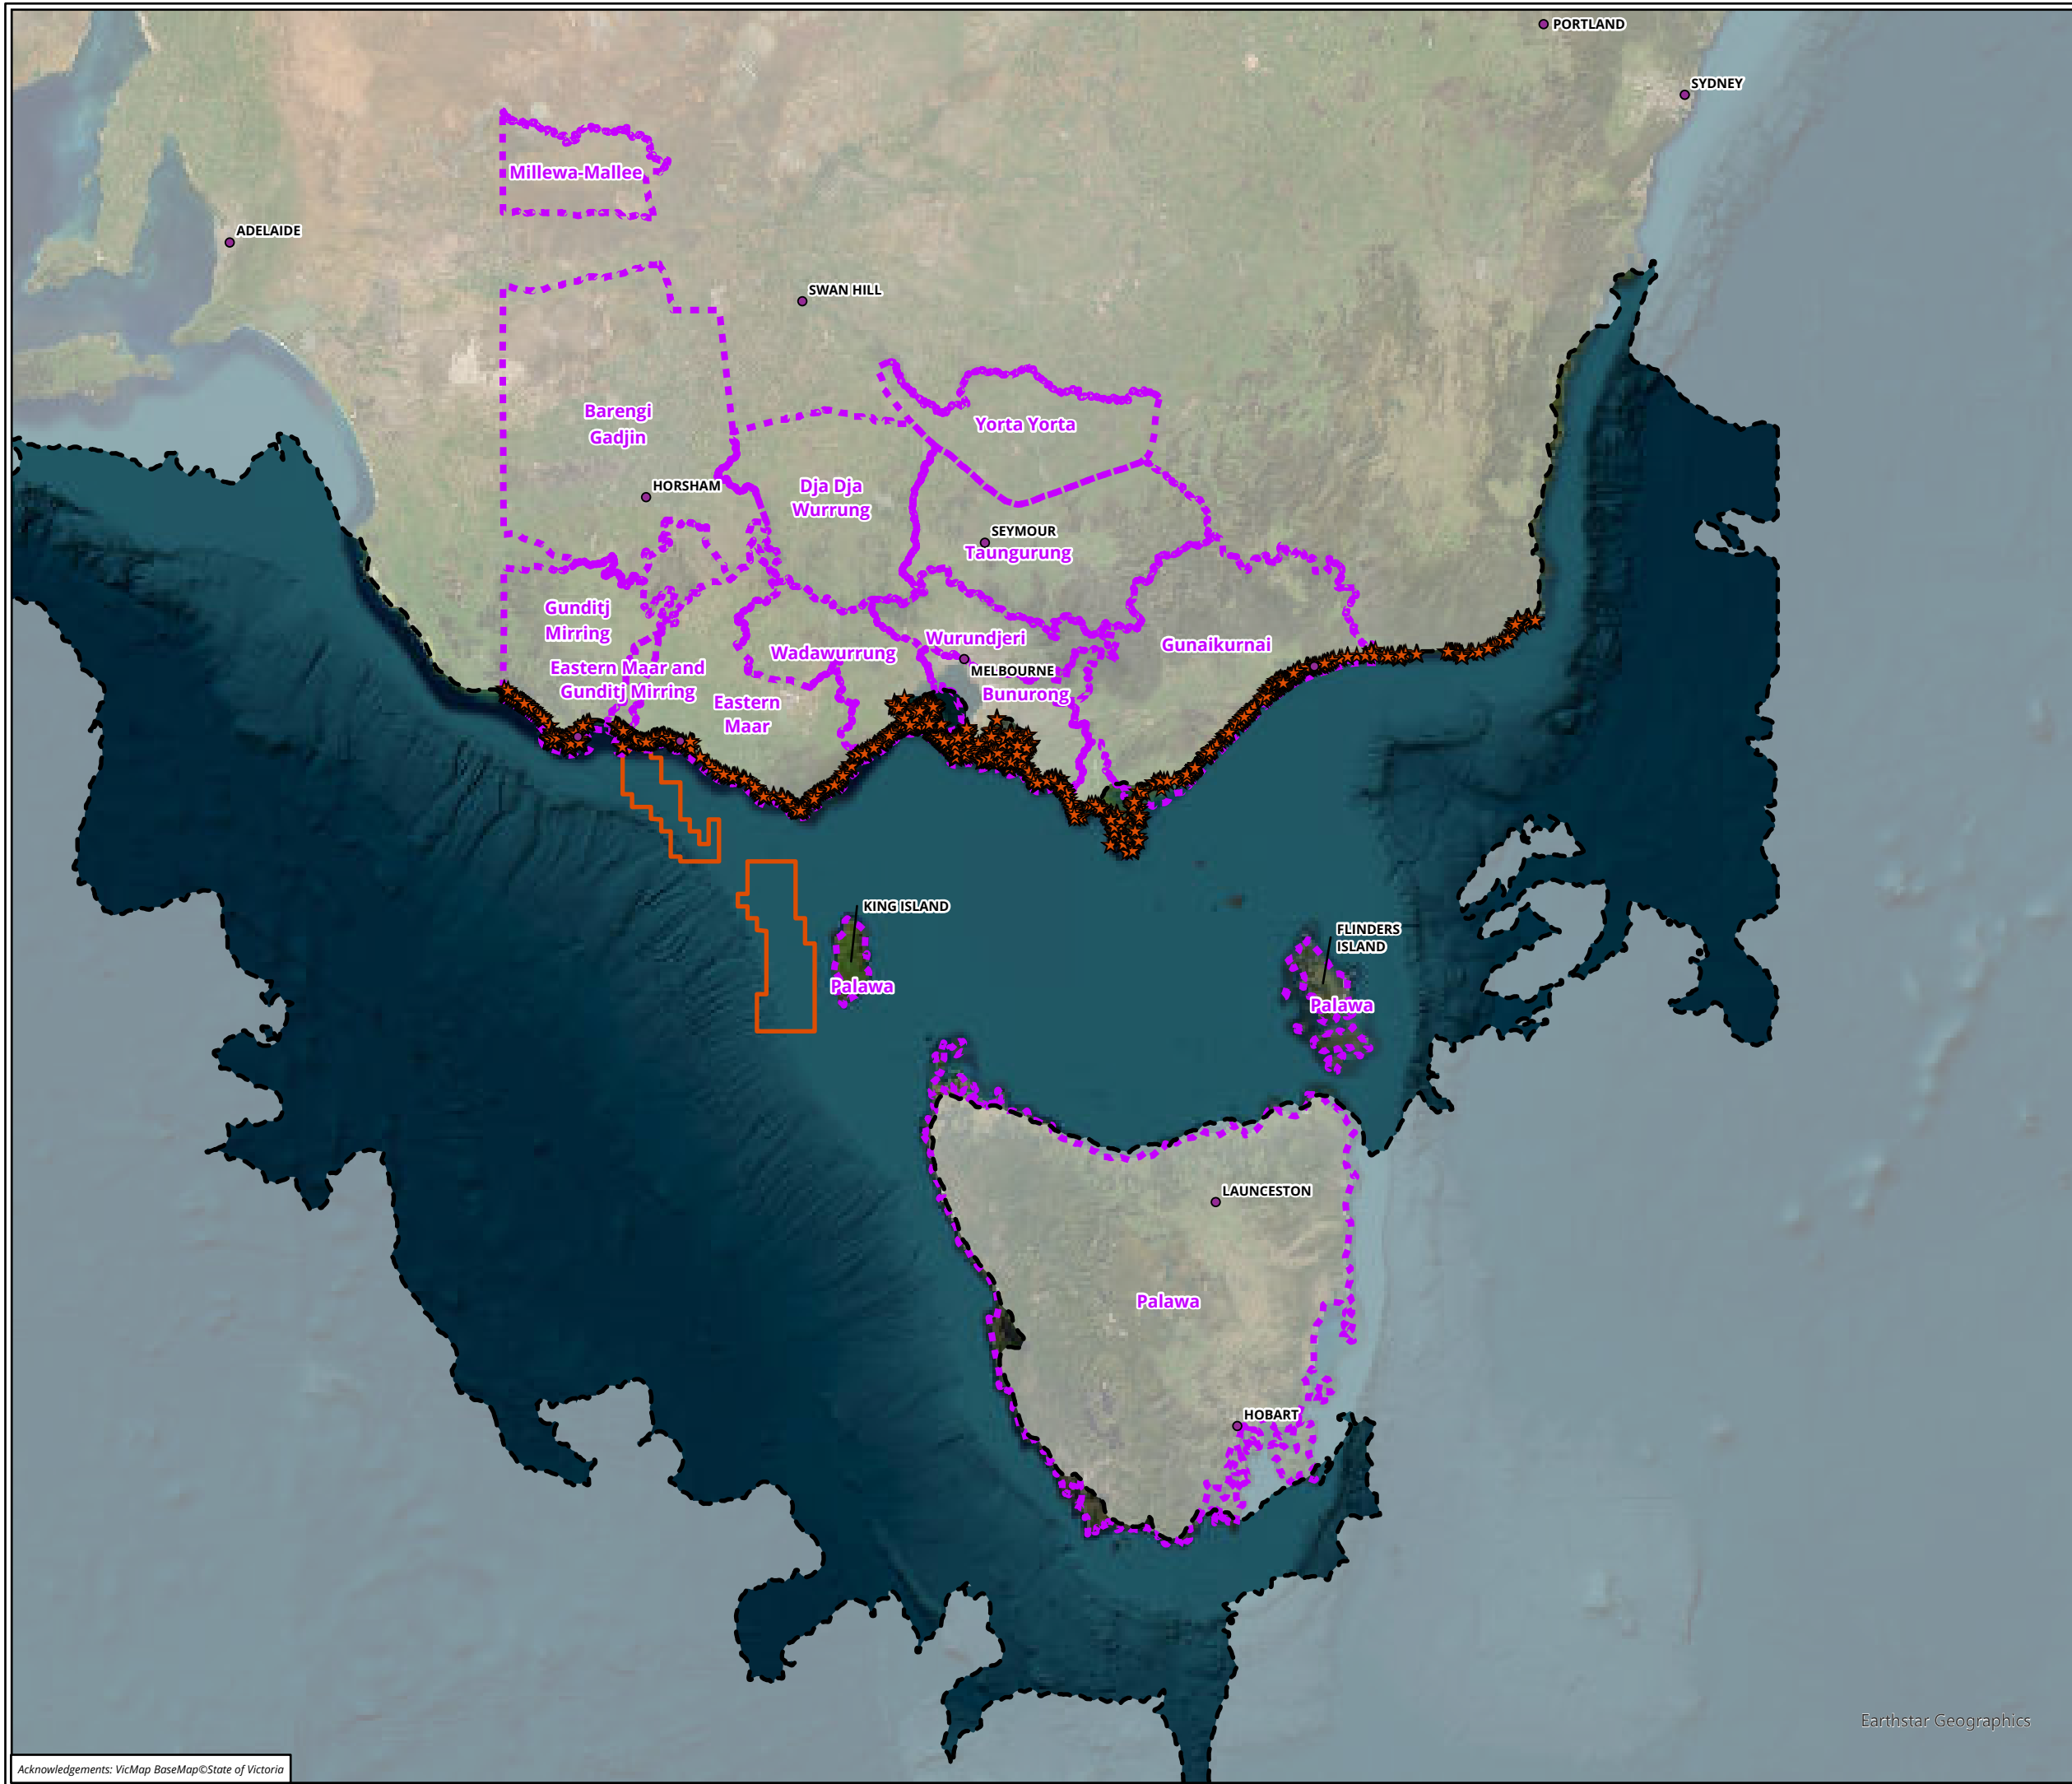 PORTLAND
SYDNEY
Millewa-Mallee
ADELAIDE
SWAN HILL
Barengi
Gadjin
Yorta Yorta
HORSHAM
Dja Dja
Wurrung
SEYMOUR
Taungurung
Gunditj
Mirring
Wurundjeri
Gunaikurnai
Wadawurrung
Eastern Maar and
Gunditj Mirring
MELBOURNE
Bunurong
Eastern
Maar
KING ISLAND
Palawa
FLINDERS
ISLAND
Palawa
LAUNCESTON
Palawa
HOBART
Earthstar Geographics
Acknowledgements: VicMap BaseMap©State of Victoria